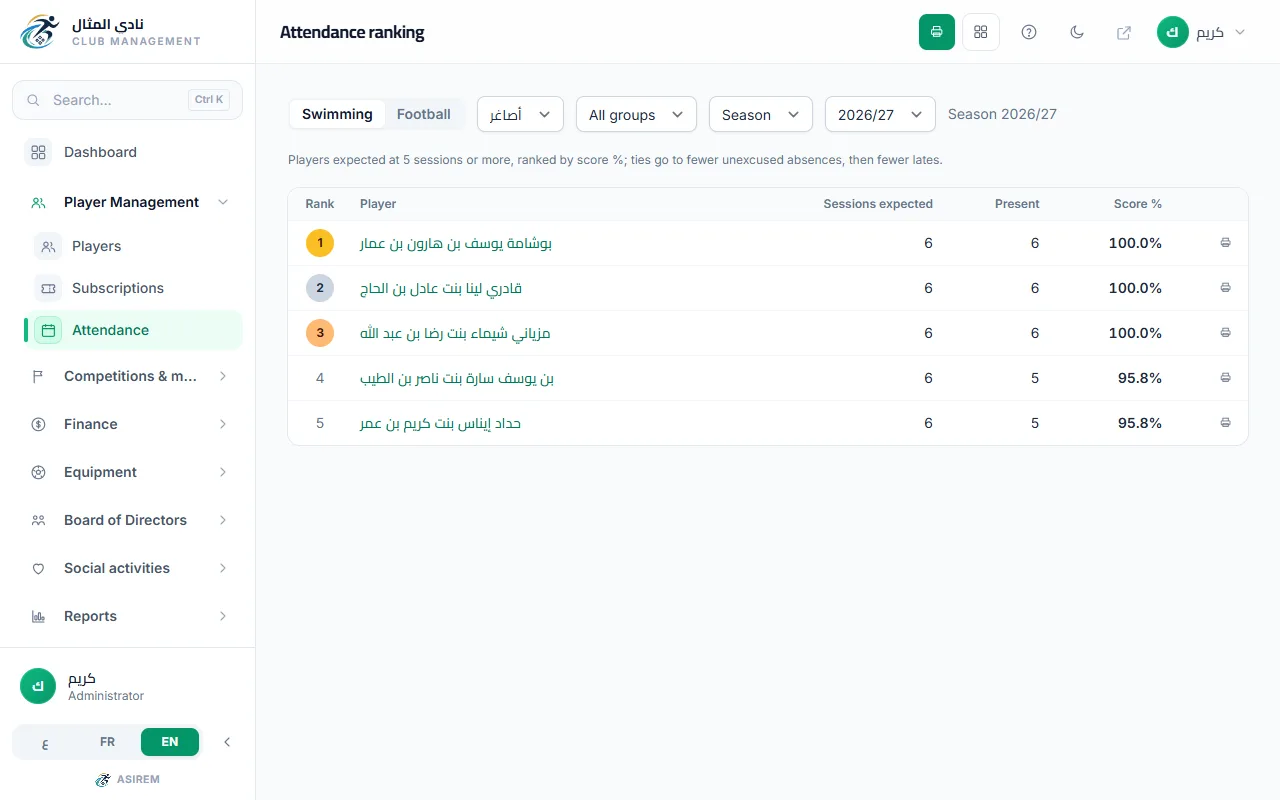 نادي المثال
CLUB MANAGEMENT
Search...
Ctrl K
Dashboard
Player Management
Players
Subscriptions
Attendance
Competitions & m...
Finance
Equipment
Board of Directors
Social activities
Reports
ك
كريم
Administrator
ع
FR
EN
ASIREM
Attendance ranking
ك
كريم
Swimming
Football
أصاغر
All groups
Season
2026/27
Season 2026/27
Players expected at 5 sessions or more, ranked by score %; ties go to fewer unexcused absences, then fewer lates.
Rank Player Sessions expected Present Score %
1 بوشامة يوسف بن هارون بن عمار 6 6 100.0%
2 قادري لينا بنت عادل بن الحاج 6 6 100.0%
3 مزياني شيماء بنت رضا بن عبد الله 6 6 100.0%
4 بن يوسف سارة بنت ناصر بن الطيب 6 5 95.8%
5 حداد إيناس بنت كريم بن عمر 6 5 95.8%